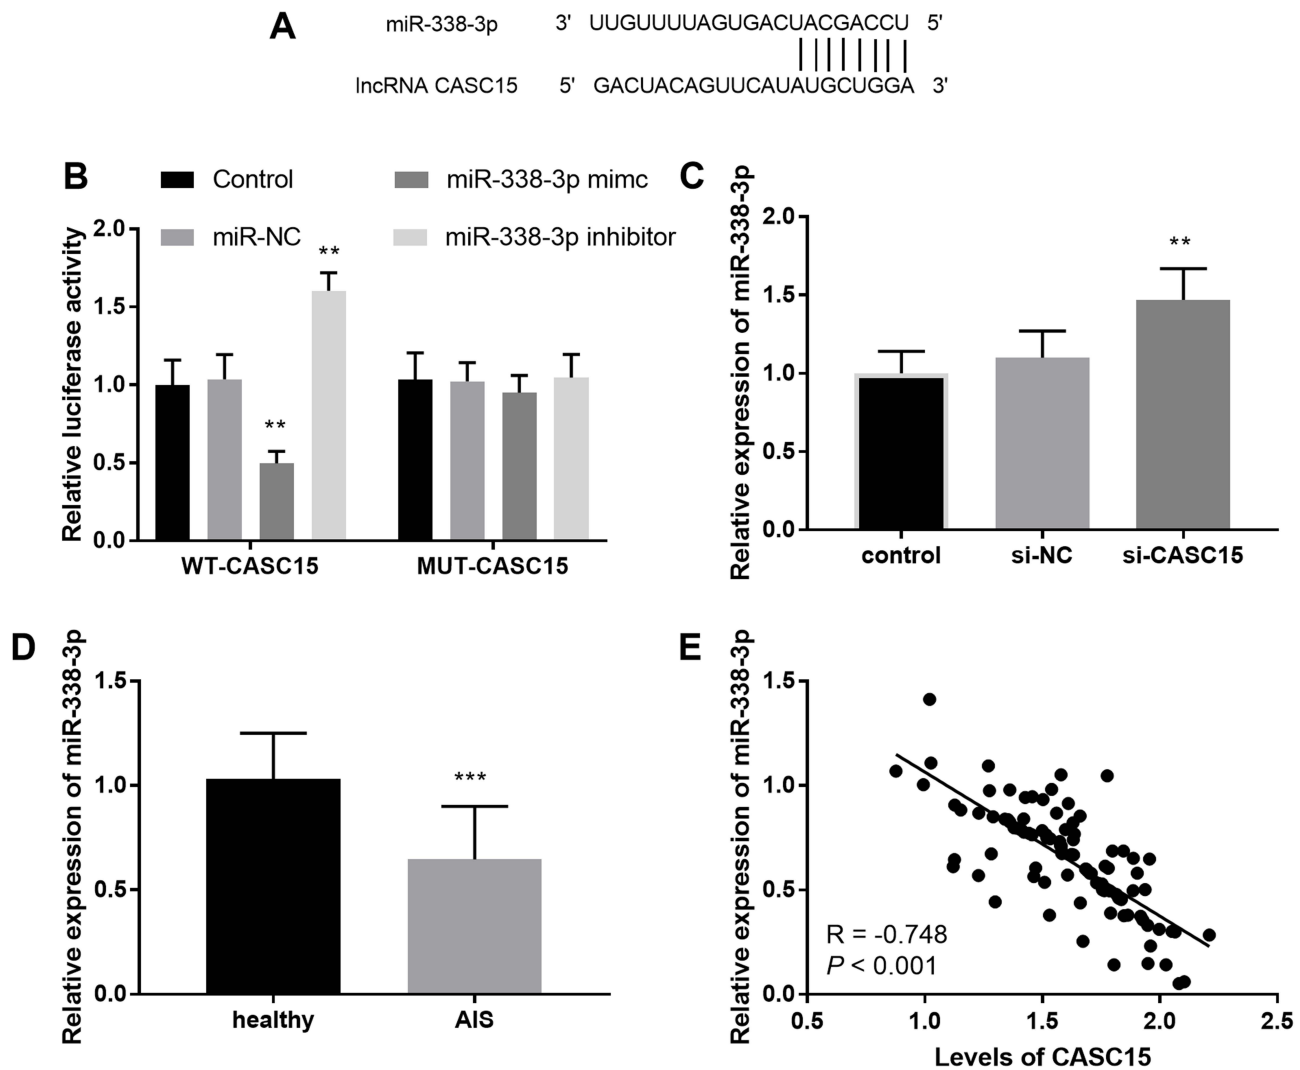 A
miR-338-3p 3' UUGUUUUAGUGACUACGACCU 5'
lncRNA CASC15 5' GACUACAGUUCAUAUGCUGGA 3'
B
Control
miR-338-3p mimc
miR-NC
miR-338-3p inhibitor
Relative luciferase activity
2.0
1.5
1.0
0.5
0.0
**
**
WT-CASC15
MUT-CASC15
C
Relative expression of miR-338-3p
2.0
1.5
1.0
0.5
0.0
**
control
si-NC
si-CASC15
D
Relative expression of miR-338-3p
1.5
1.0
0.5
0.0
***
healthy
AIS
E
Relative expression of miR-338-3p
1.5
1.0
0.5
0.0
R = -0.748
P < 0.001
0.5
1.0
1.5
2.0
2.5
Levels of CASC15